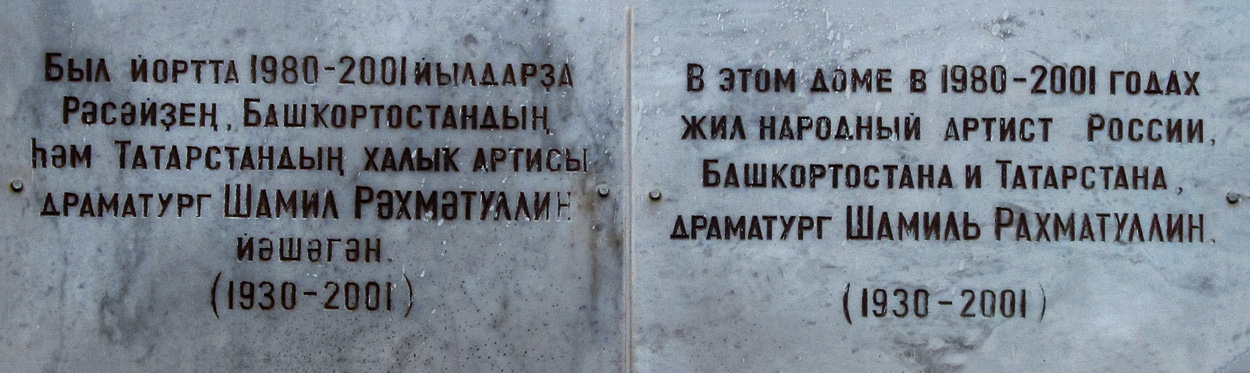 Был йортта 1980-2001 йылдарҙа
Рәсәйҙең, Башҡортостандың
һәм Татарстандың халыҡ артисы
драматург Шамил Рәхмәтуллин
йәшәгән.
(1930-2001)
В этом доме в 1980-2001 годах
жил народный артист России,
Башкортостана и Татарстана,
драматург Шамиль Рахматуллин.
(1930-2001)